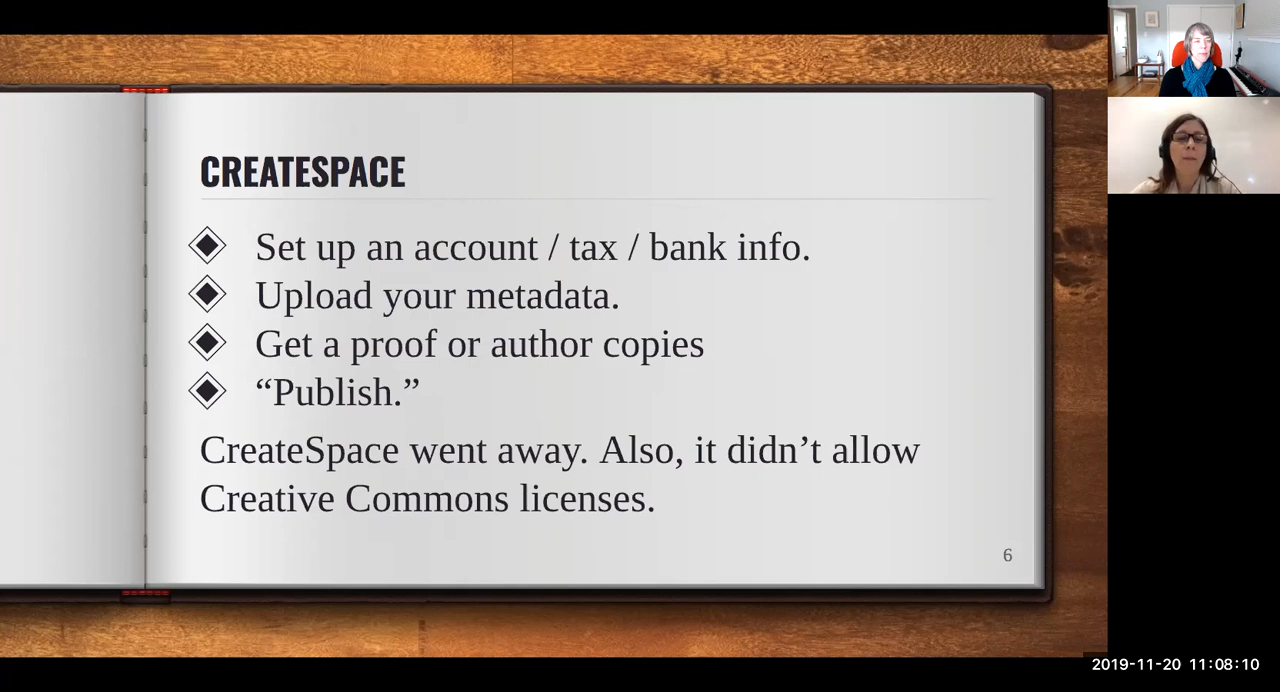 CREATESPACE
Set up an account / tax / bank info.
Upload your metadata.
Get a proof or author copies
“Publish.”
CreateSpace went away. Also, it didn’t allow
Creative Commons licenses.
6
2019-11-20 11:08:10